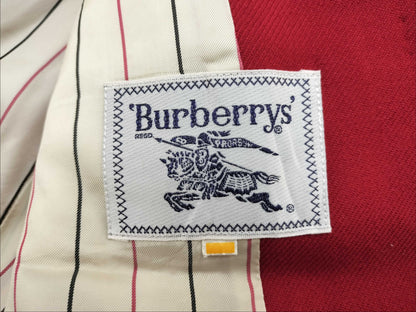 'Burberrys'
REGD. ®
PRORSUM
®